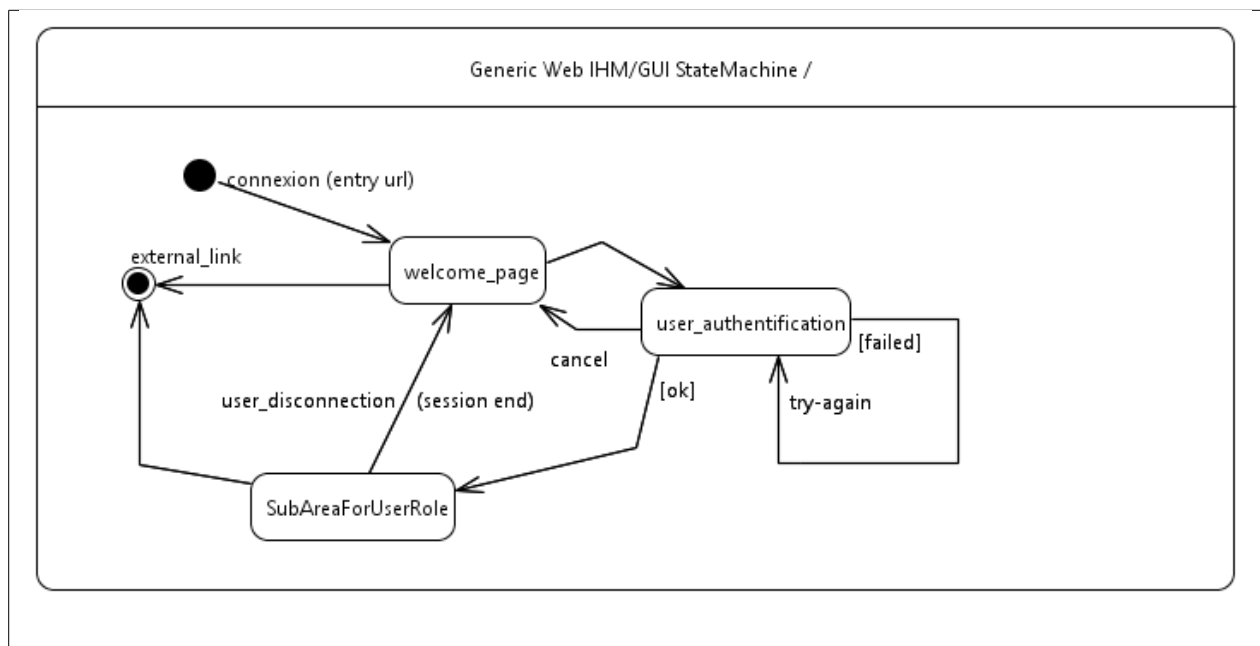 Generic Web IHM/GUI StateMachine /
connexion (entry url)
external_link
welcome_page
user_authentification
[failed]
cancel
[ok]
user_disconnection (session end)
try-again
SubAreaForUserRole